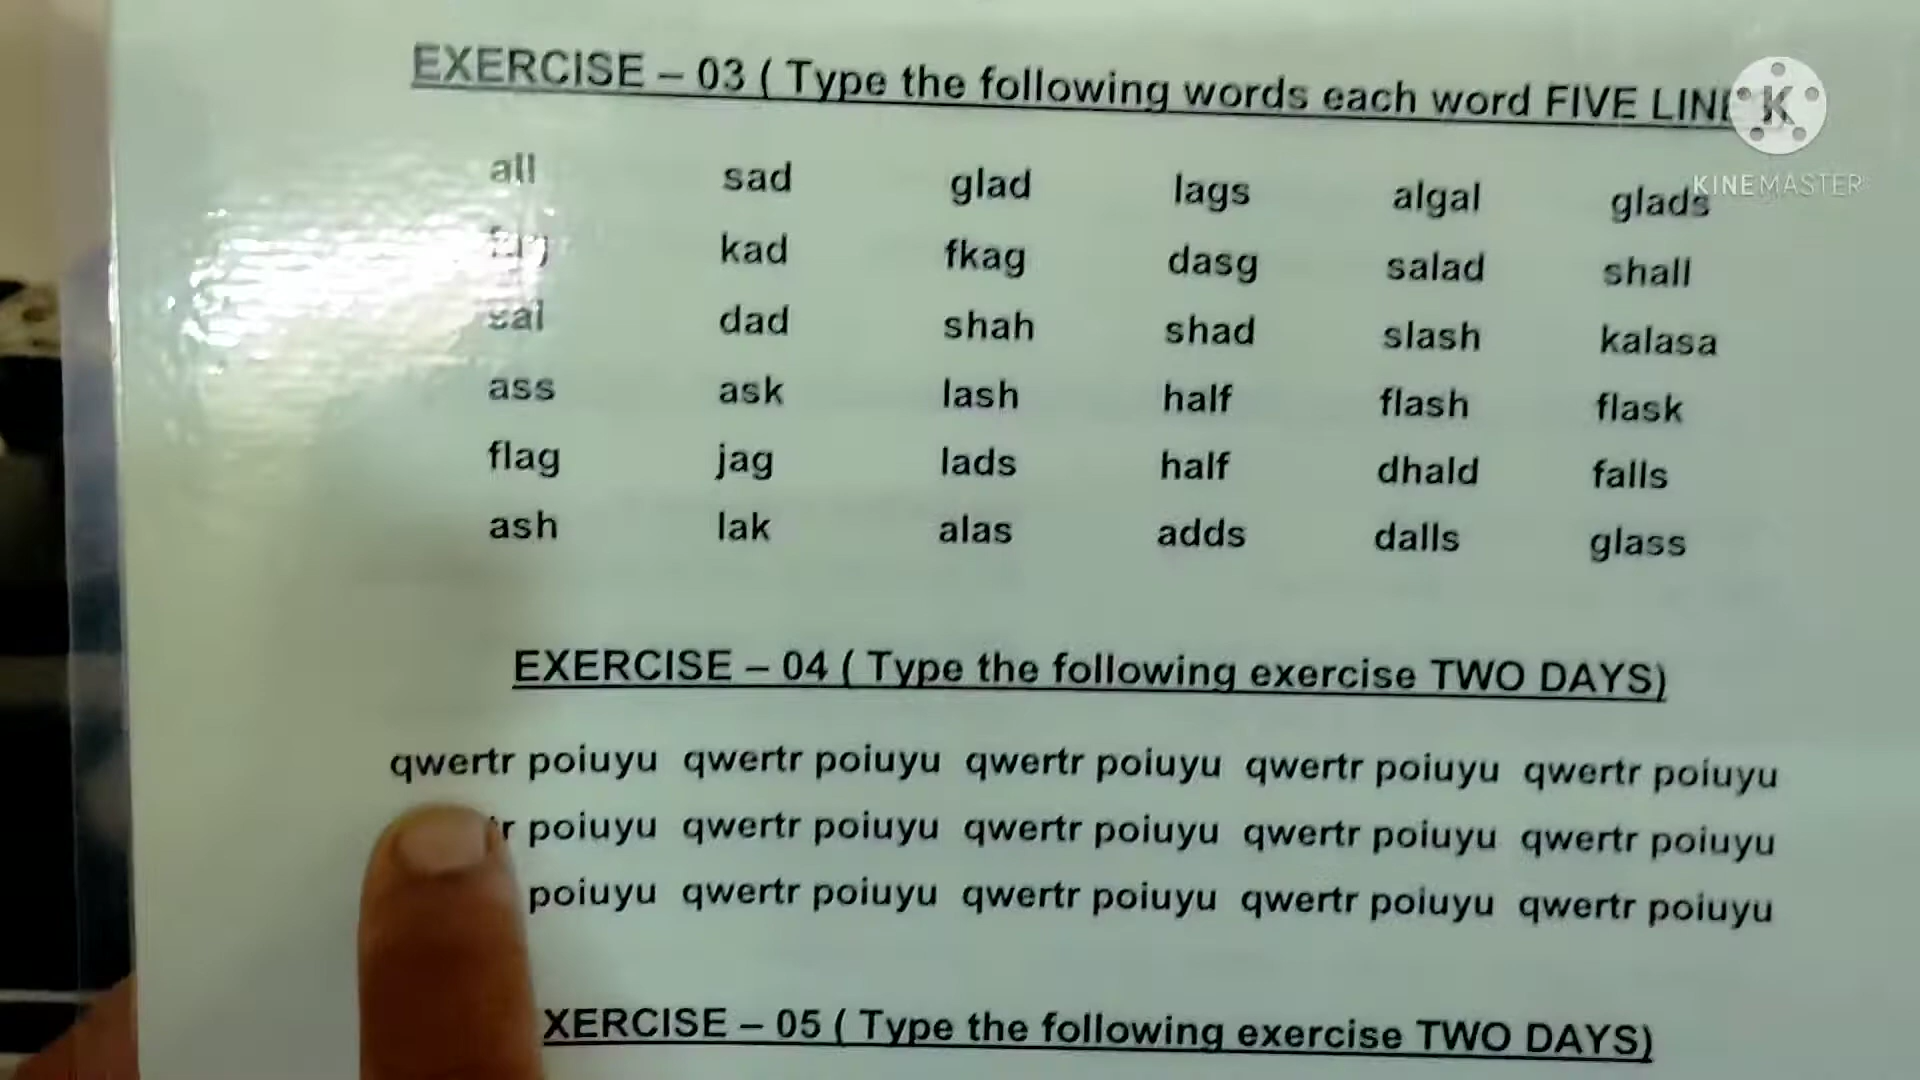 EXERCISE – 03 ( Type the following words each word FIVE
KINEMASTER
all sad glad lags algal glads
kad fkag dasg salad shall
dad shah shad slash kalasa
ass ask lash half flash flask
flag jag lads half dhald falls
ash lak alas adds dalls glass
EXERCISE – 04 ( Type the following exercise TWO DAYS)
qwertr poiuyu qwertr poiuyu qwertr poiuyu qwertr poiuyu qwertr poiuyu
poiuyu qwertr poiuyu qwertr poiuyu qwertr poiuyu qwertr poiuyu
poiuyu qwertr poiuyu qwertr poiuyu qwertr poiuyu qwertr poiuyu
XERCISE – 05 ( Type the following exercise TWO DAYS)